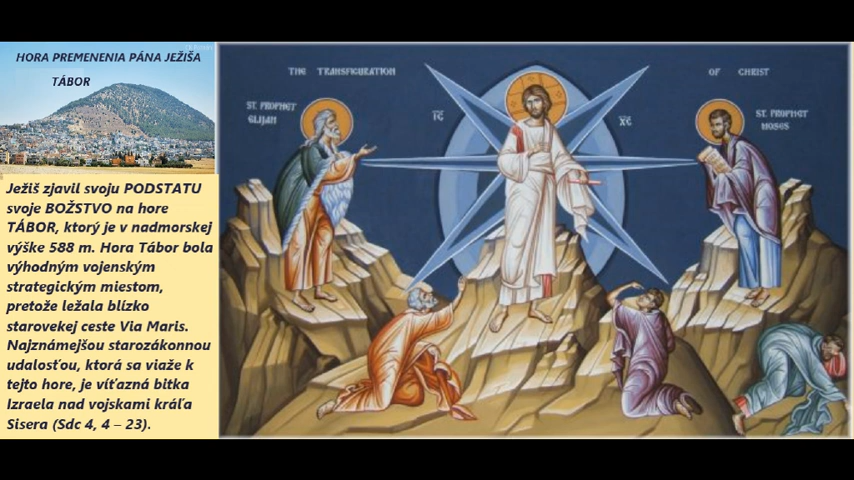 HORA PREMENENIA PÁNA JEŽIŠA
TÁBOR
Ježiš zjavil svoju PODSTATU
svoje BOŽSTVO na hore
TÁBOR, ktorý je v nadmorskej
výške 588 m. Hora Tábor bola
výhodným vojenským
strategickým miestom,
pretože ležala blízko
starovekej ceste Via Maris.
Najznámejšou starozákonnou
udalosťou, ktorá sa viaže k
tejto hore, je víťazná bitka
Izraela nad vojskami kráľa
Sisera (Sdc 4, 4 – 23).
THE TRANSFIGURATION
OF CHRIST
ST. PROPHET
ELIJAH
IC
XC
ST. PROPHET
MOSES